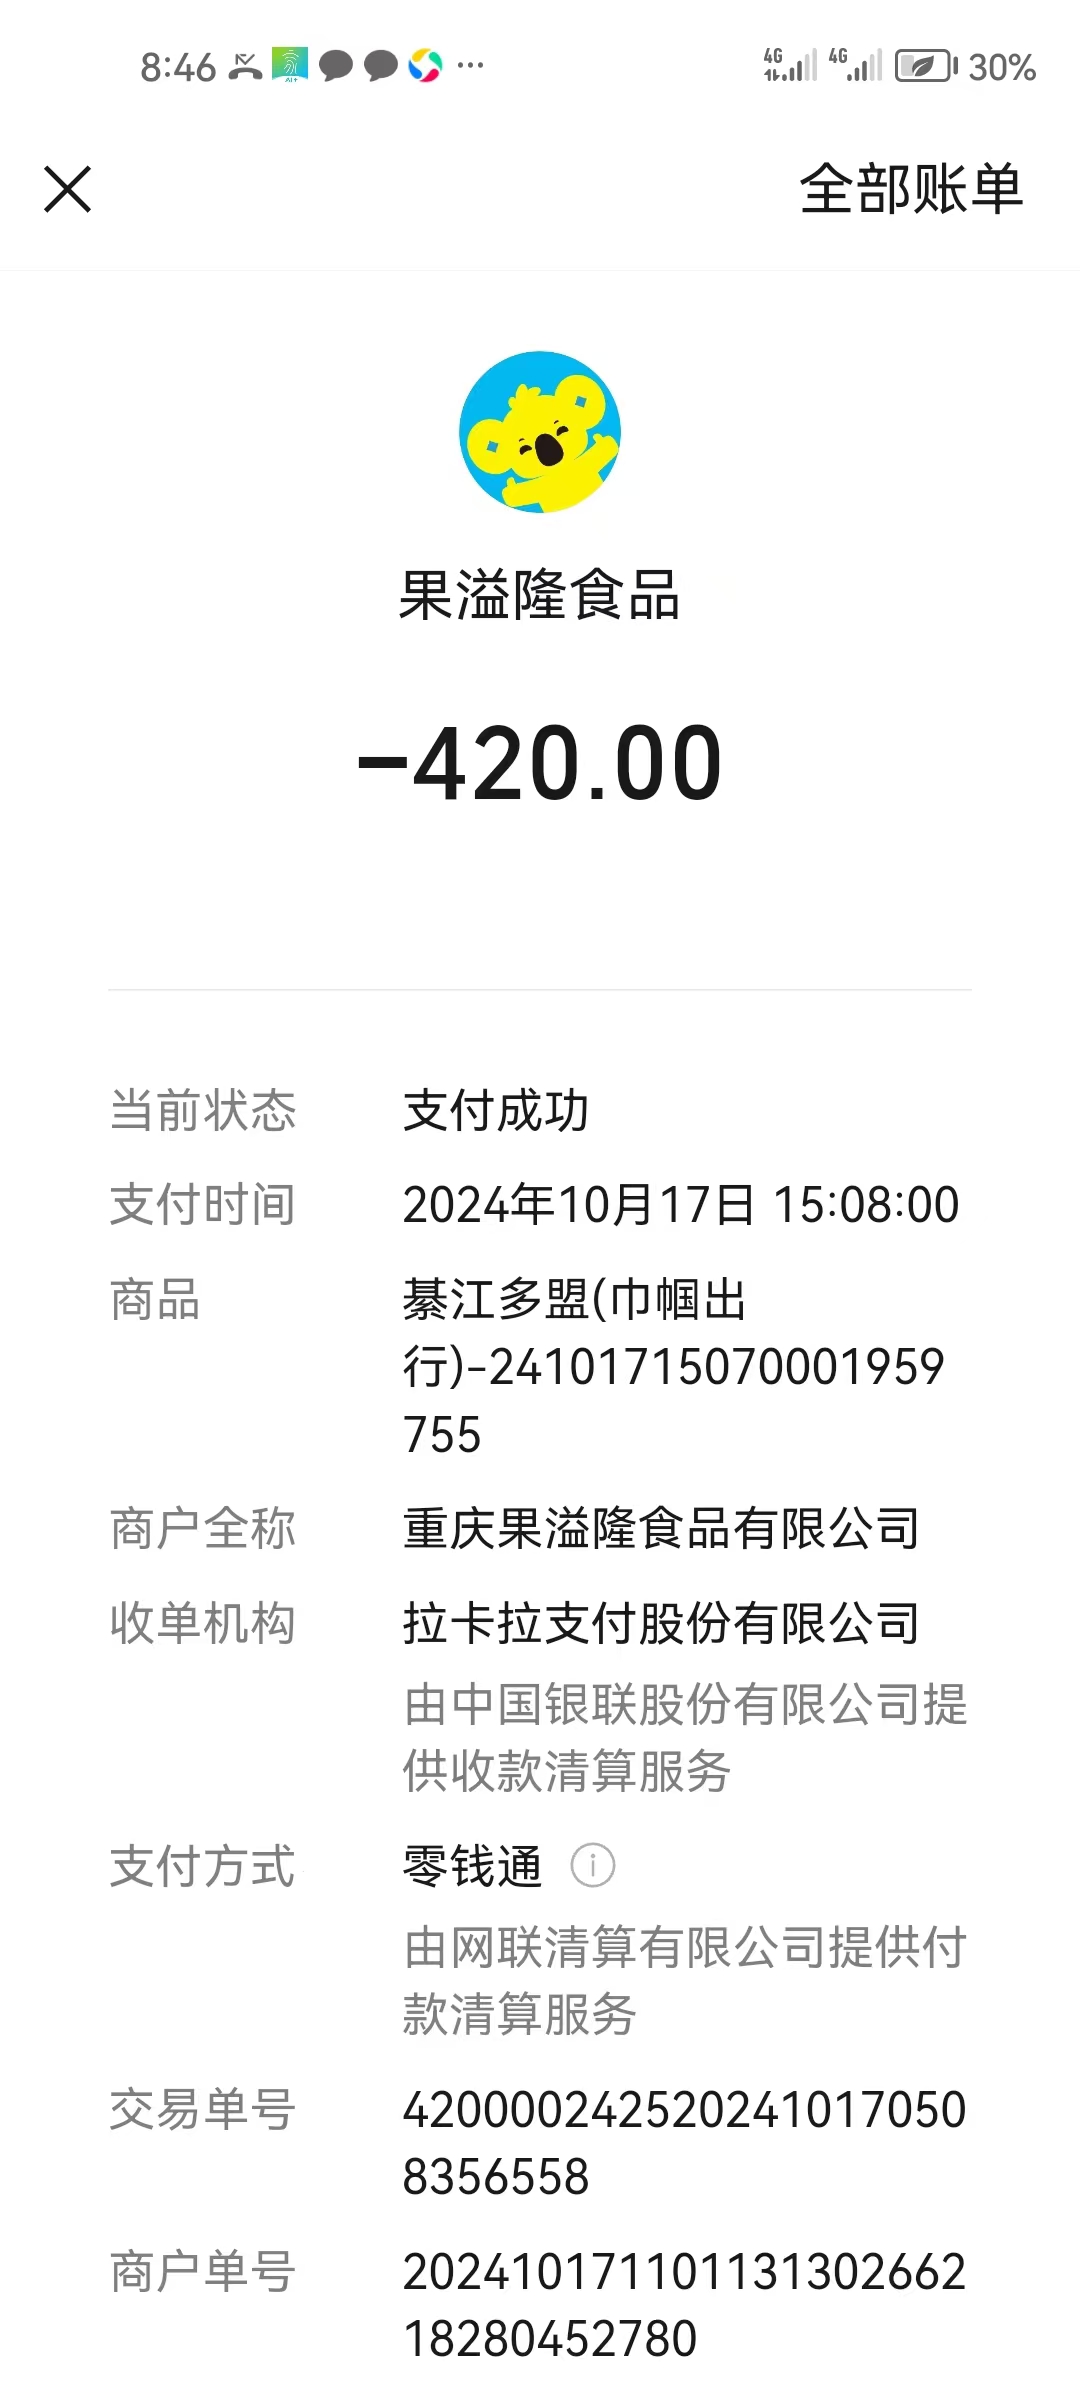 8:46
4G 4G 30%
全部账单
果溢隆食品
-420.00
当前状态 支付成功
支付时间 2024年10月17日 15:08:00
商品 綦江多盟(巾帼出
行)-24101715070001959
755
商户全称 重庆果溢隆食品有限公司
收单机构 拉卡拉支付股份有限公司
由中国银联股份有限公司提
供收款清算服务
支付方式 零钱通
由网联清算有限公司提供付
款清算服务
交易单号 420000242520241017050
8356558
商户单号 2024101711011313026​62
18280452780